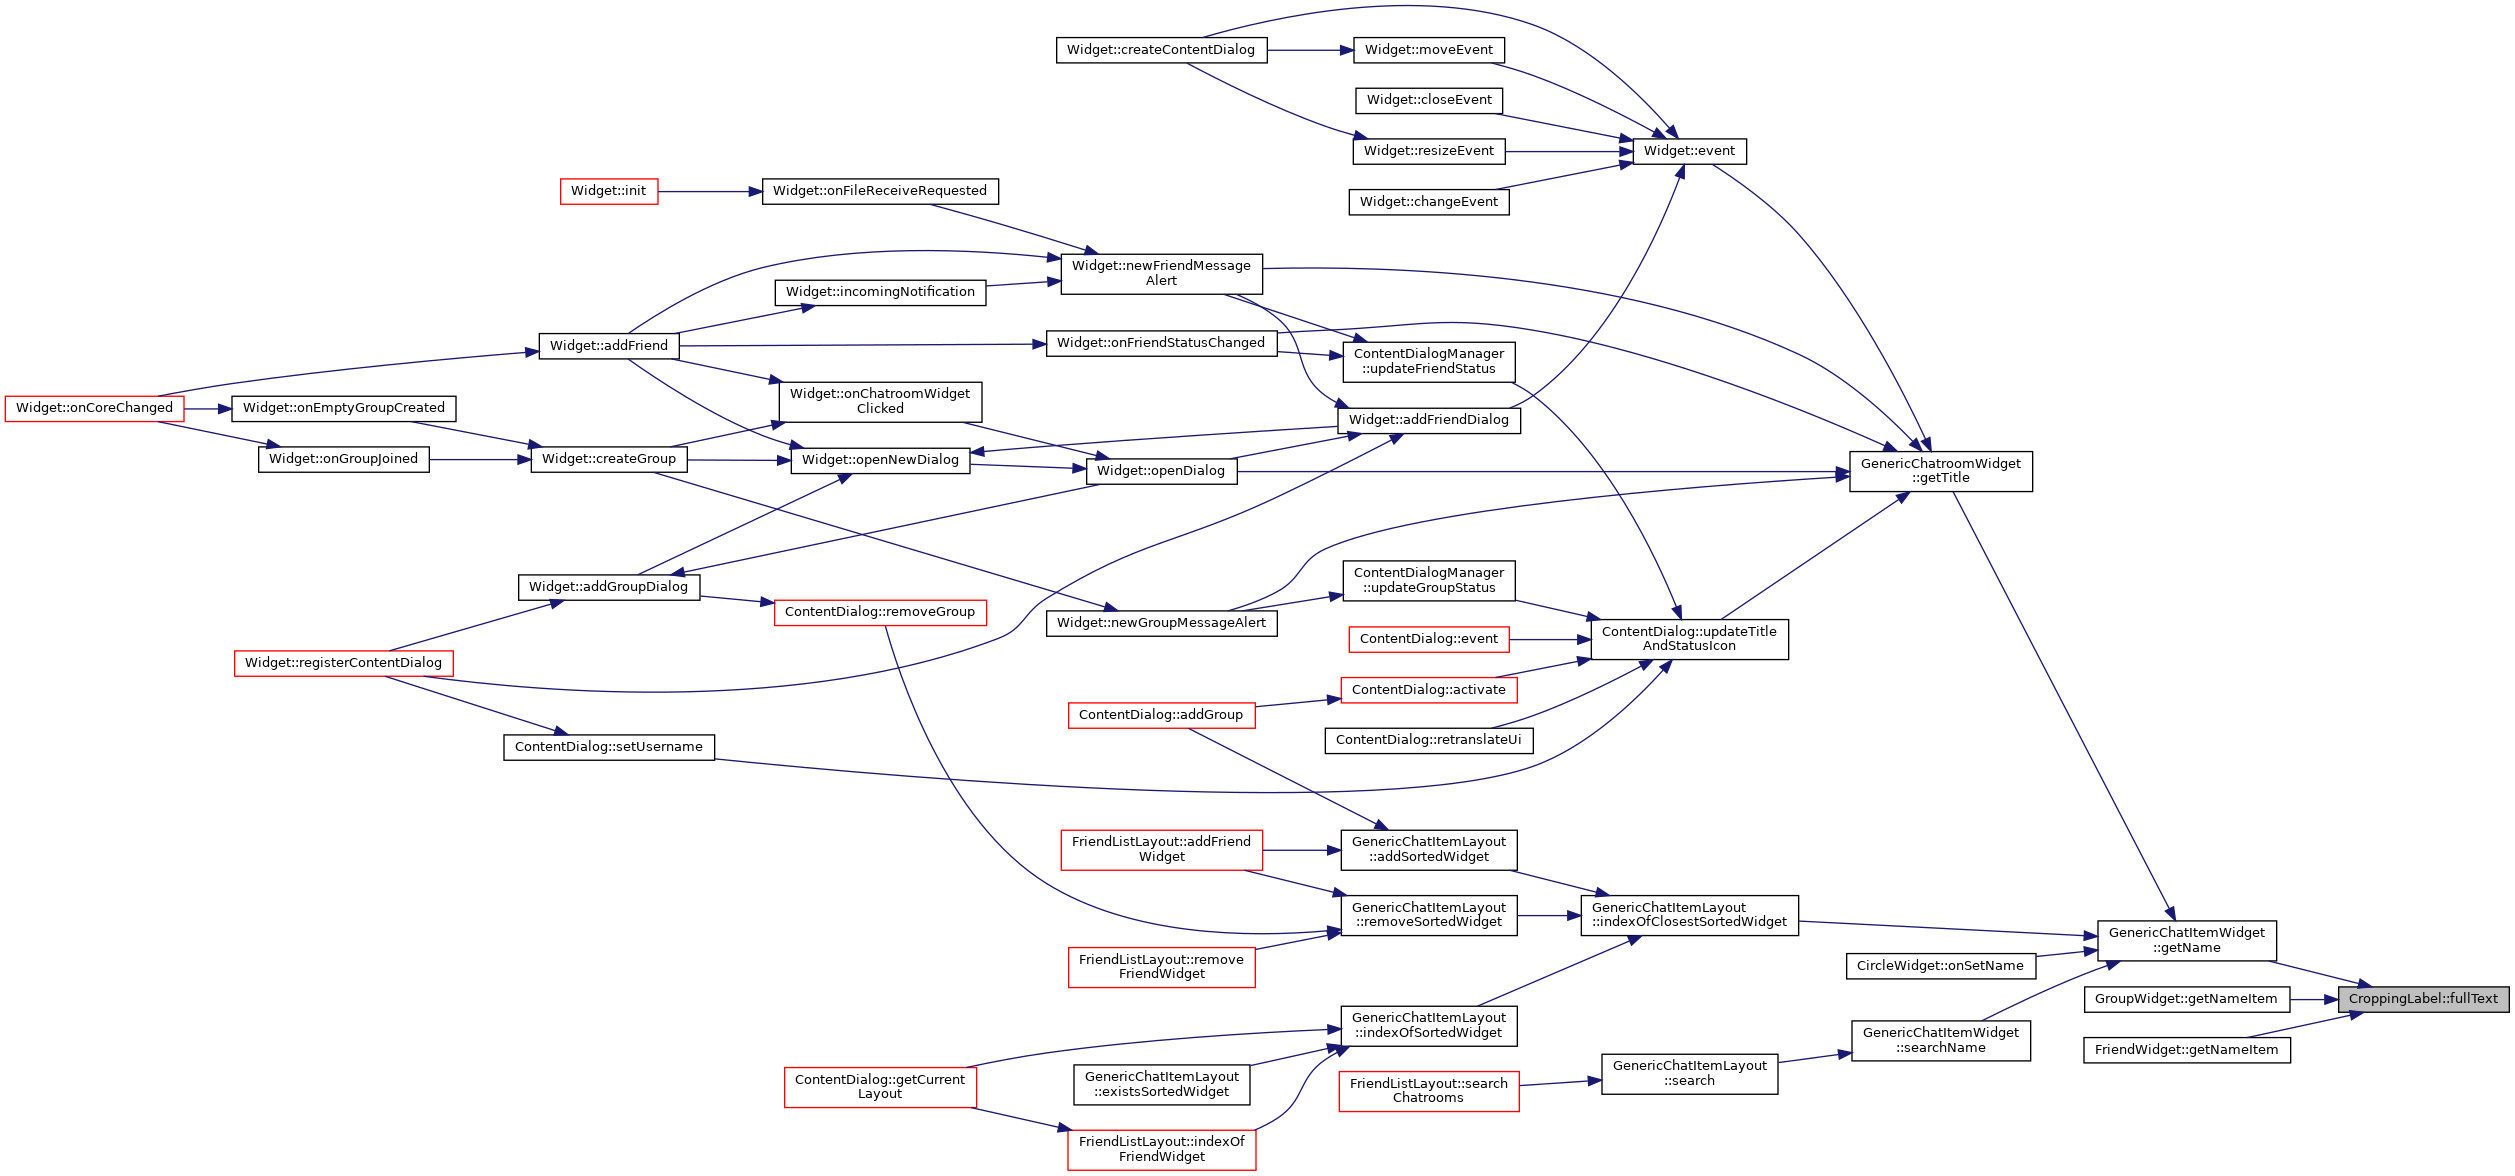 Widget::createContentDialog
Widget::moveEvent
Widget::closeEvent
Widget::event
Widget::resizeEvent
Widget::init
Widget::onFileReceiveRequested
Widget::changeEvent
Widget::newFriendMessage
Alert
Widget::incomingNotification
Widget::addFriend
Widget::onFriendStatusChanged
ContentDialogManager
::updateFriendStatus
Widget::onCoreChanged
Widget::onEmptyGroupCreated
Widget::onChatroomWidget
Clicked
Widget::addFriendDialog
Widget::onGroupJoined
Widget::createGroup
Widget::openNewDialog
Widget::openDialog
GenericChatroomWidget
::getTitle
Widget::addGroupDialog
ContentDialogManager
::updateGroupStatus
ContentDialog::removeGroup
Widget::newGroupMessageAlert
ContentDialog::event
ContentDialog::updateTitle
AndStatusIcon
Widget::registerContentDialog
ContentDialog::activate
ContentDialog::addGroup
ContentDialog::setUsername
ContentDialog::retranslateUi
FriendListLayout::addFriend
Widget
GenericChatItemLayout
::addSortedWidget
GenericChatItemLayout
::removeSortedWidget
GenericChatItemLayout
::indexOfClosestSortedWidget
GenericChatItemWidget
::getName
FriendListLayout::remove
FriendWidget
CircleWidget::onSetName
GroupWidget::getNameItem
CroppingLabel::fullText
GenericChatItemLayout
::indexOfSortedWidget
GenericChatItemWidget
::searchName
FriendWidget::getNameItem
ContentDialog::getCurrent
Layout
GenericChatItemLayout
::existsSortedWidget
FriendListLayout::search
Chatrooms
GenericChatItemLayout
::search
FriendListLayout::indexOf
FriendWidget